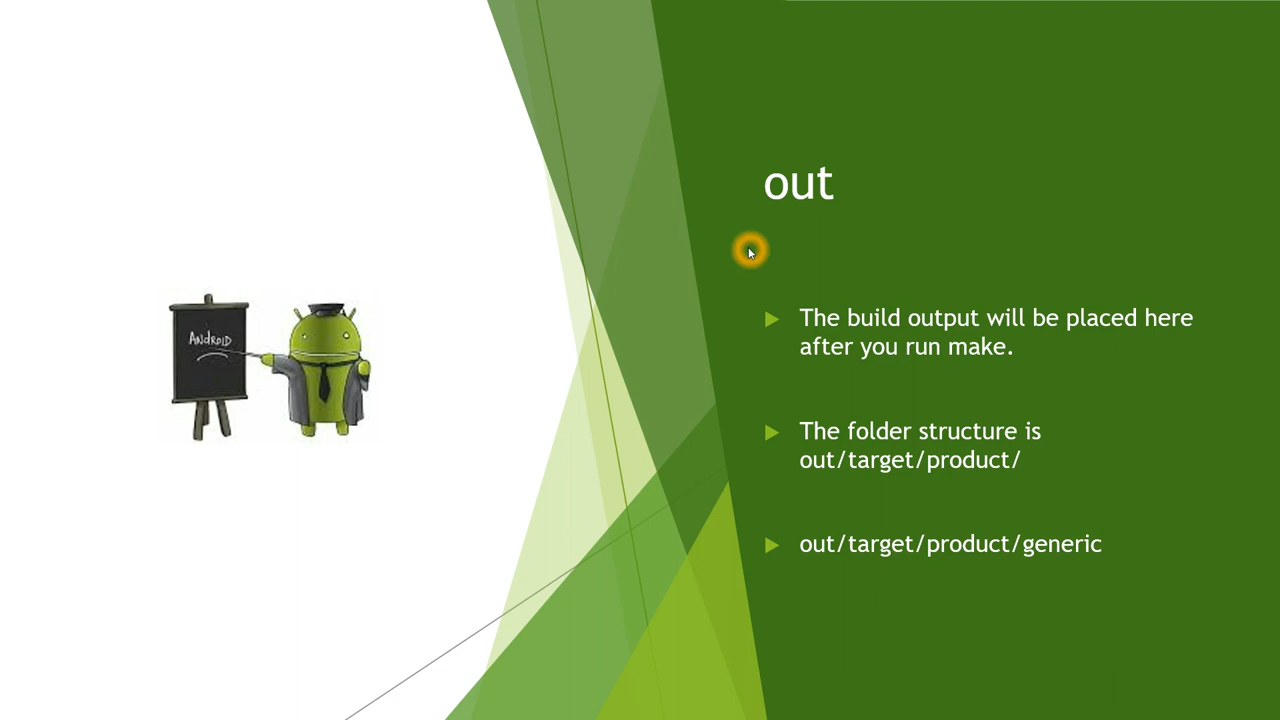 out
The build output will be placed here
after you run make.
The folder structure is
out/target/product/
out/target/product/generic
Android